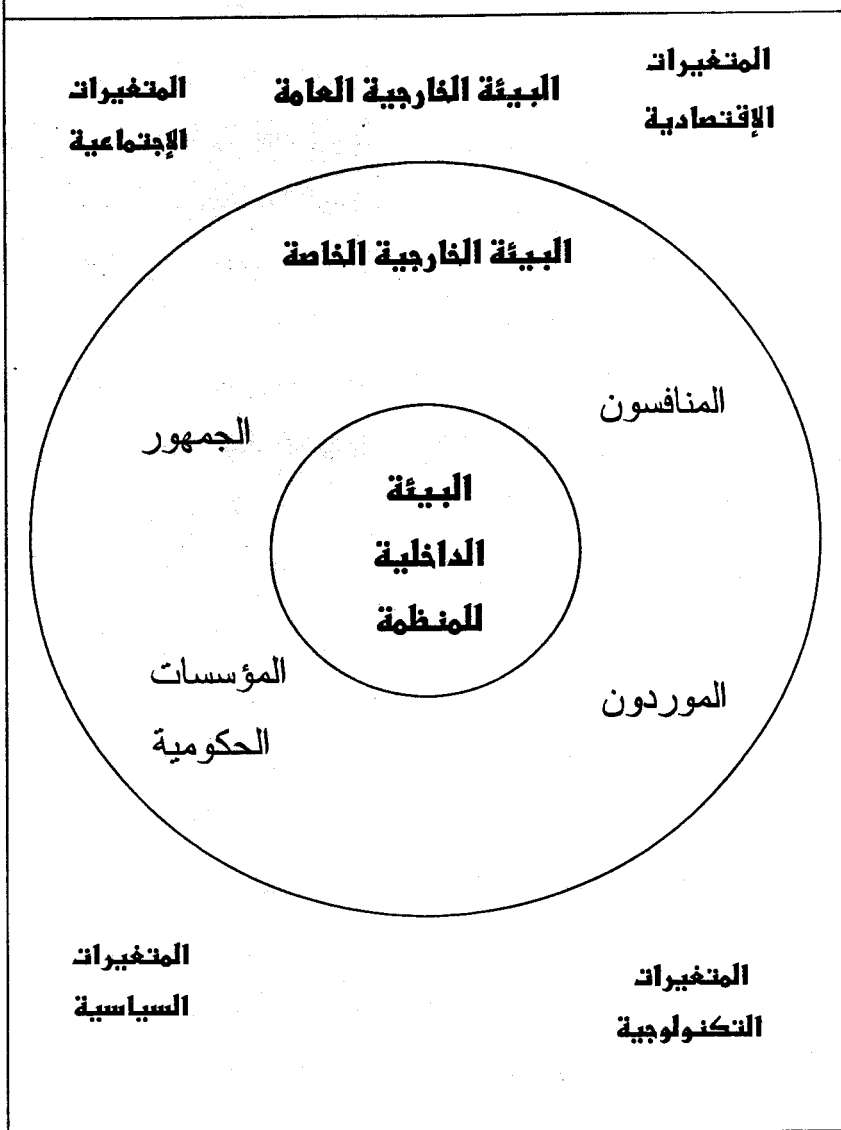 المتغيرات
الإقتصادية
البيئة الخارجية العامة
المتغيرات
الإجتماعية
البيئة الخارجية الخاصة
المنافسون
الجمهور
البيئة
الداخلية
للمنظمة
الموردون
المؤسسات
الحكومية
المتغيرات
التكنولوجية
المتغيرات
السياسية